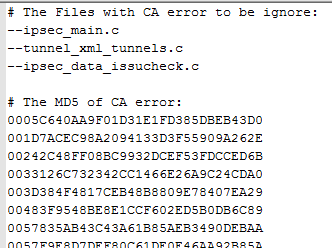 # The Files with CA error to be ignore:
--ipsec_main.c
--tunnel_xml_tunnels.c
--ipsec_data_issucheck.c
# The MD5 of CA error:
0005C640AA9F01D31E1FD385DBEB43D0
001D7ACEC98A2094133D3F55909A262E
00242C48FF08BC9932DCEF53FDCCED6B
0033126C732342CC1466E26A9C24CDA0
003D384F4817CEB48B8809E78407EA29
00483F9548BE8E1CCF602ED5B0DB6C89
0057835AB43C43A61B85AEB3490DEBAA